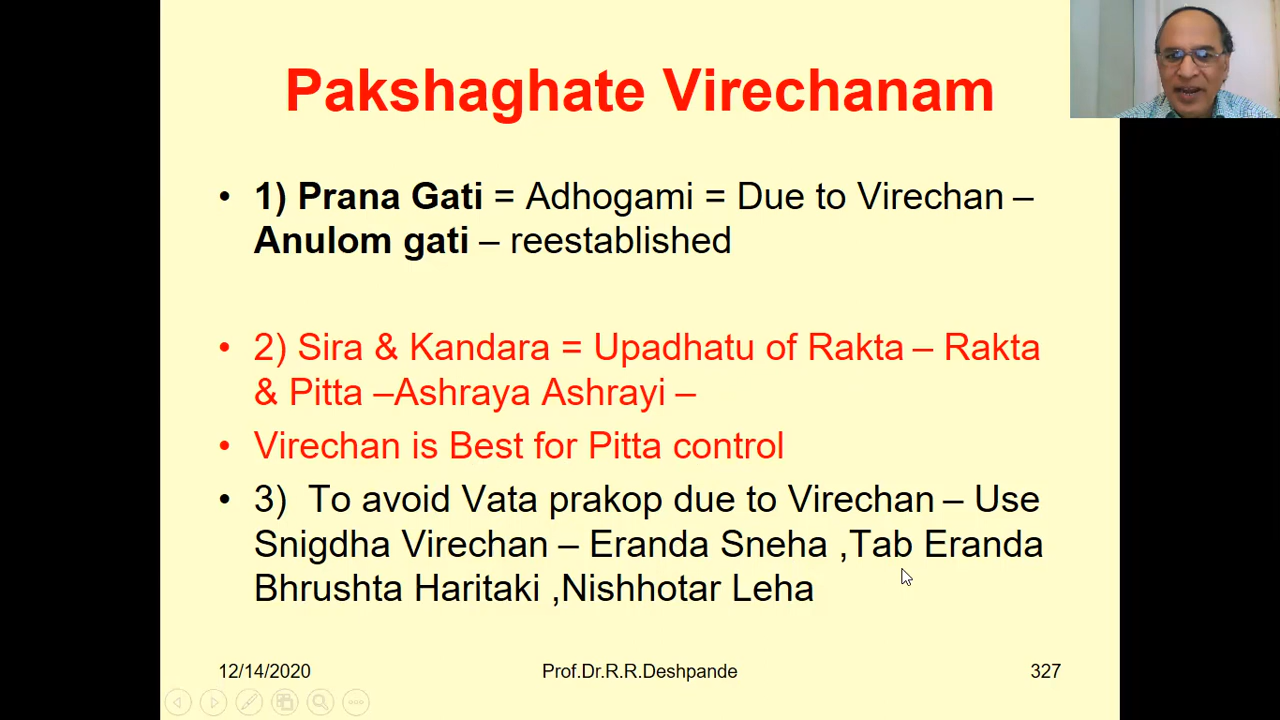 Pakshaghate Virechanam
• 1) Prana Gati = Adhogami = Due to Virechan –
Anulom gati – reestablished
• 2) Sira & Kandara = Upadhatu of Rakta – Rakta
& Pitta –Ashraya Ashrayi –
• Virechan is Best for Pitta control
• 3) To avoid Vata prakop due to Virechan – Use
Snigdha Virechan – Eranda Sneha ,Tab Eranda
Bhrushta Haritaki ,Nishhotar Leha
12/14/2020
Prof.Dr.R.R.Deshpande
327